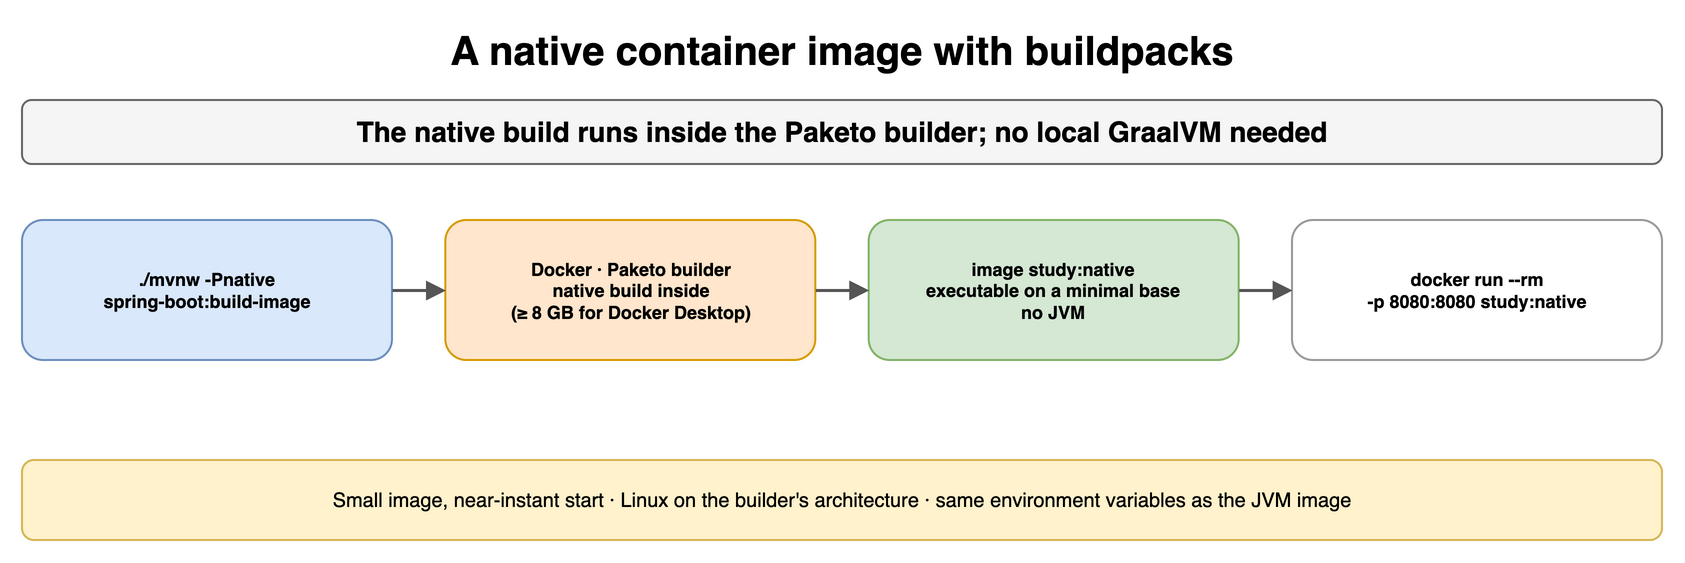 A native container image with buildpacks
The native build runs inside the Paketo builder; no local GraalVM needed
./mvnw -Pnative
spring-boot:build-image
Docker · Paketo builder
native build inside
(≥ 8 GB for Docker Desktop)
image study:native
executable on a minimal base
no JVM
docker run --rm
-p 8080:8080 study:native
Small image, near-instant start · Linux on the builder's architecture · same environment variables as the JVM image